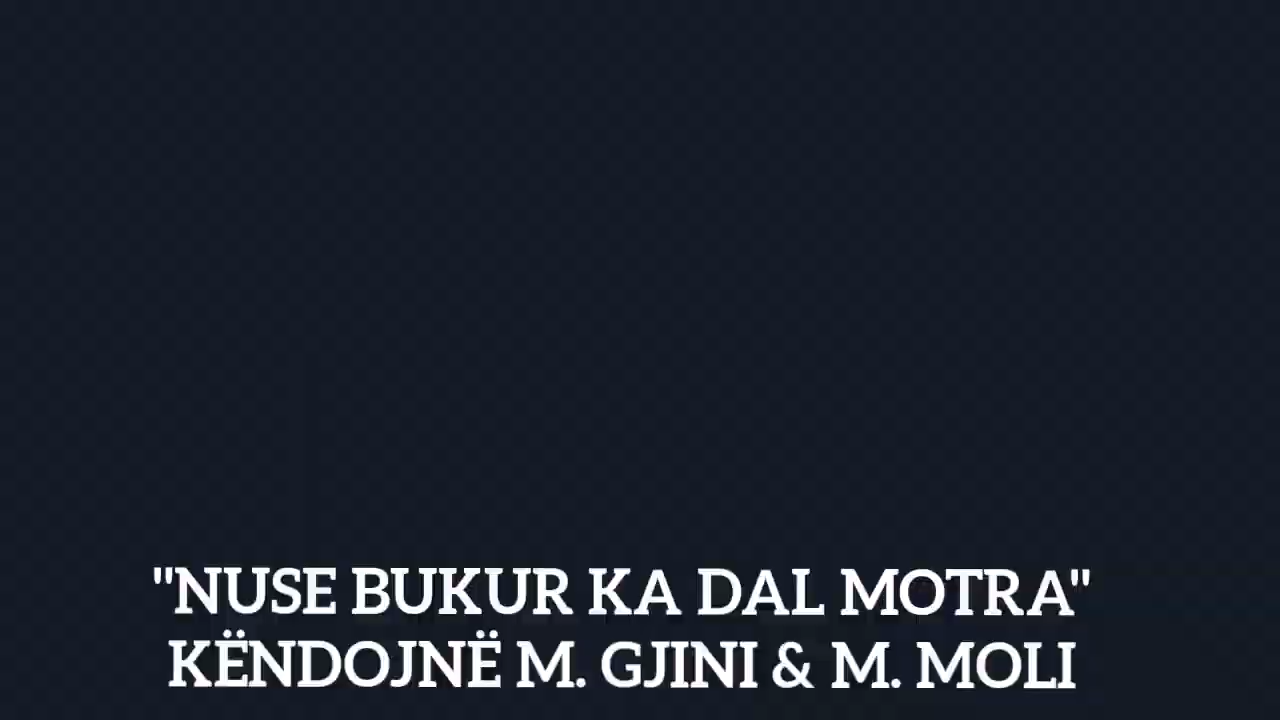 "NUSE BUKUR KA DAL MOTRA"
KËNDOJNË M. GJINI & M. MOLI